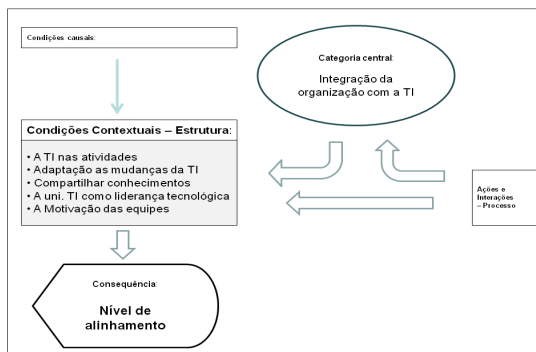 Condições causais:
Categoria central:
Integração da
organização com a TI
Condições Contextuais – Estrutura:
• A TI nas atividades
• Adaptação as mudanças da TI
• Compartilhar conhecimentos
• A uni. TI como liderança tecnológica
• A Motivação das equipes
Ações e
Interações
– Processo
Consequência:
Nível de
alinhamento